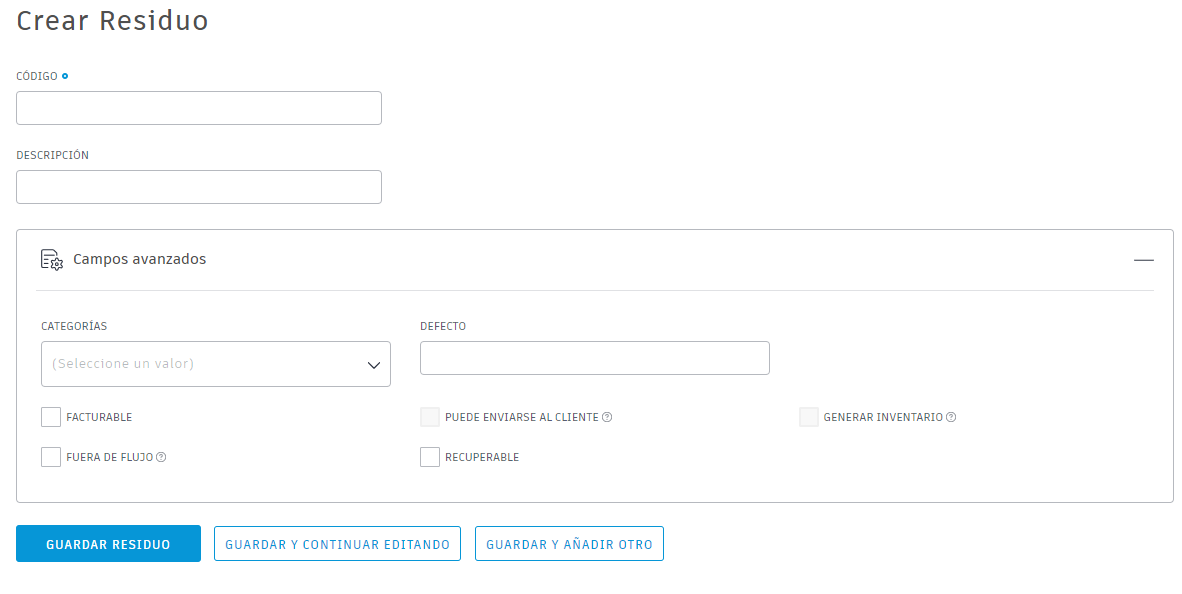 Crear Residuo
CÓDIGO
DESCRIPCIÓN
Campos avanzados
CATEGORÍAS DEFECTO
(Seleccione un valor)
FACTURABLE PUEDE ENVIARSE AL CLIENTE ? GENERAR INVENTARIO ?
FUERA DE FLUJO ? RECUPERABLE
GUARDAR RESIDUO GUARDAR Y CONTINUAR EDITANDO GUARDAR Y AÑADIR OTRO